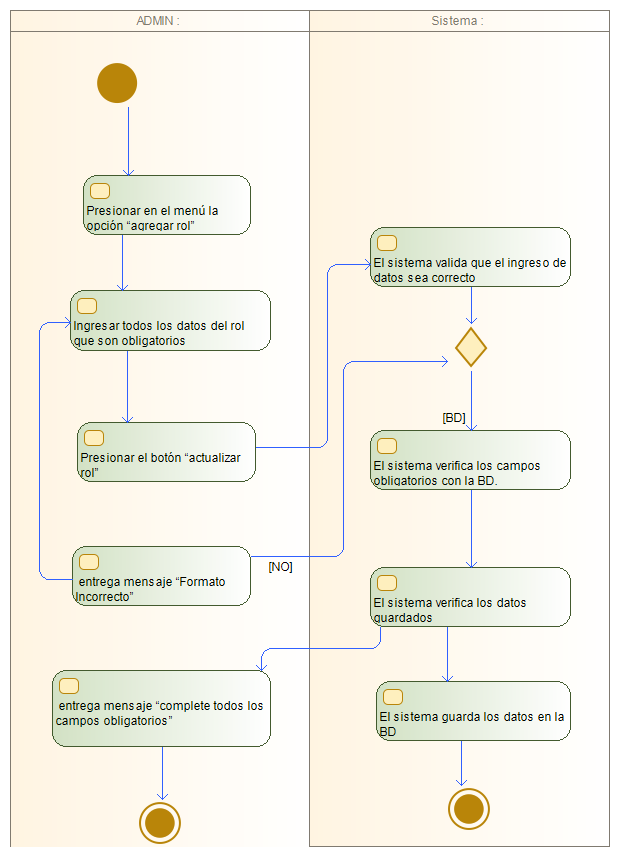 ADMIN :
Sistema :
Presionar en el menú la
opción “agregar rol”
El sistema valida que el ingreso de
datos sea correcto
Ingresar todos los datos del rol
que son obligatorios
[BD]
Presionar el botón “actualizar
rol”
El sistema verifica los campos
obligatorios con la BD.
[NO]
entrega mensaje “Formato
Incorrecto”
El sistema verifica los datos
guardados
entrega mensaje “complete todos los
campos obligatorios”
El sistema guarda los datos en la
BD